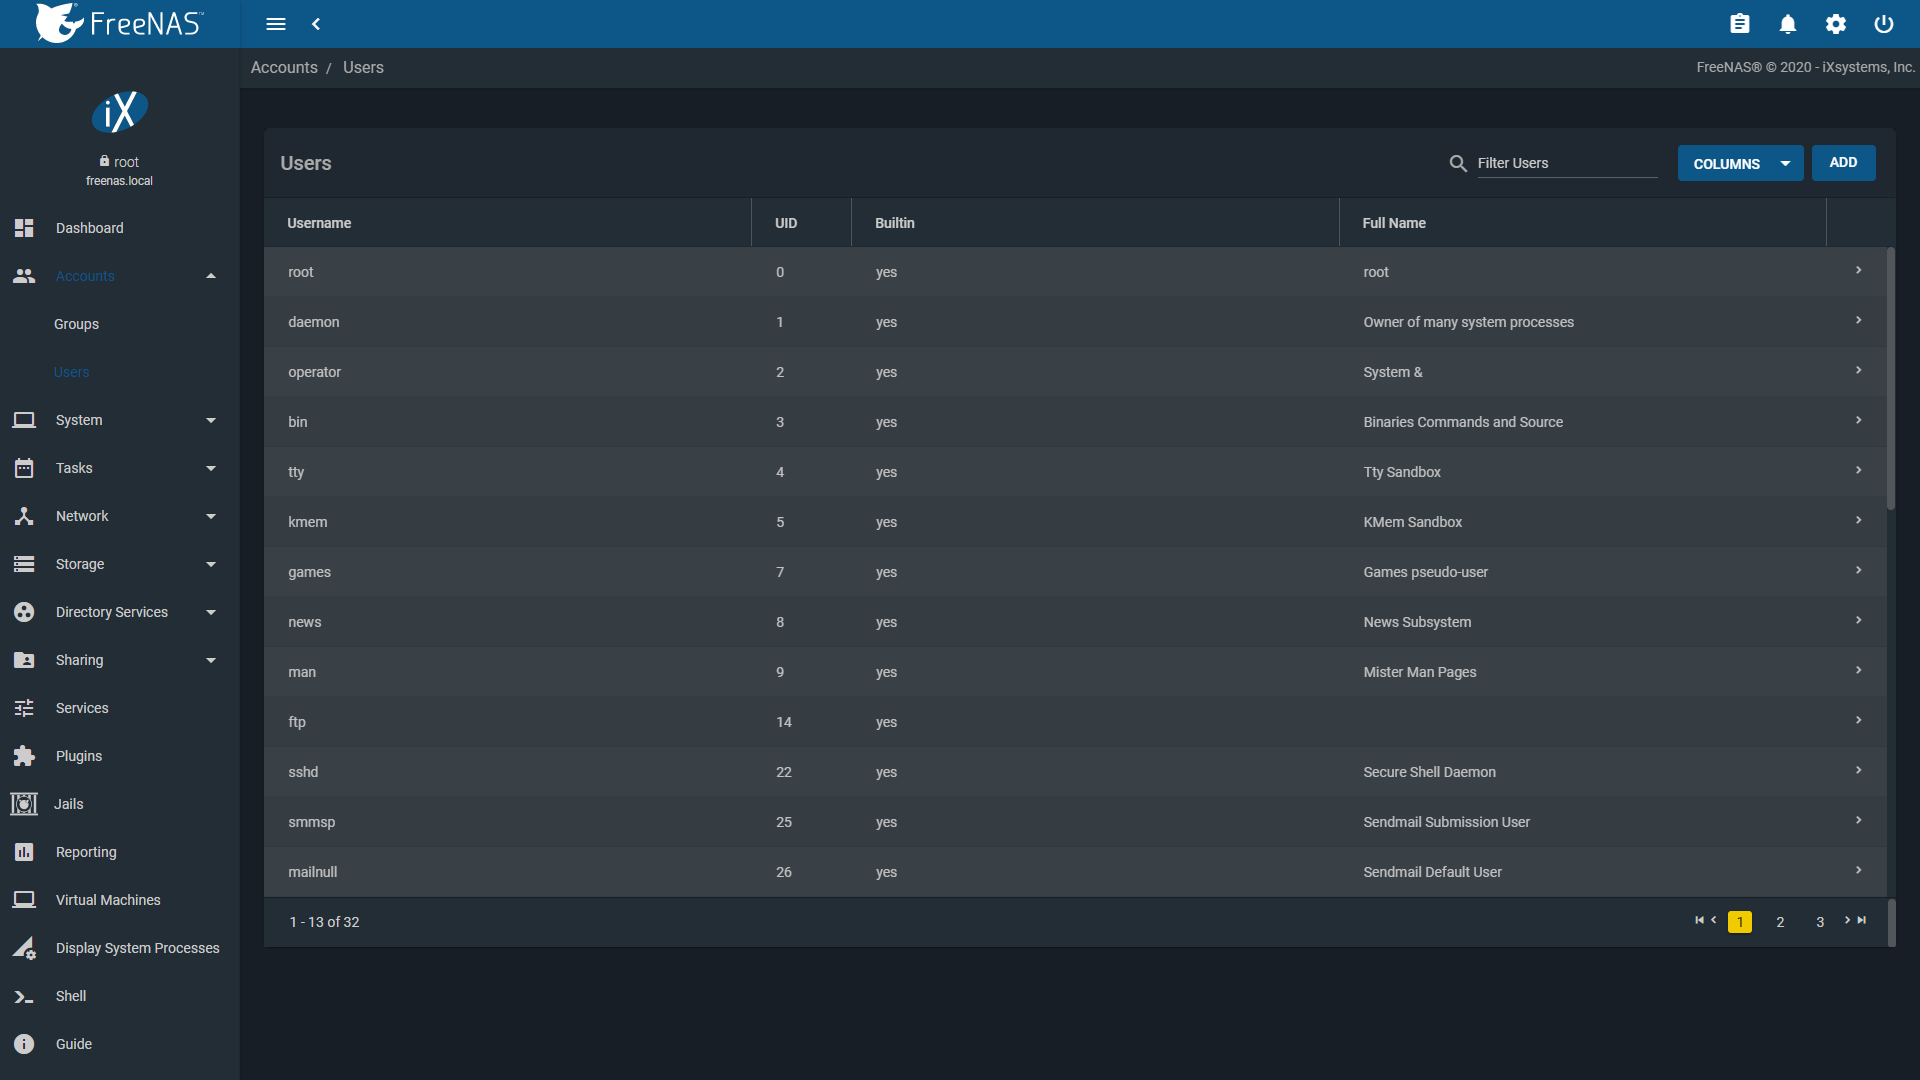 FreeNAS™
Accounts / Users
FreeNAS® © 2020 - iXsystems, Inc.
iX
root
freenas.local
Dashboard
Accounts
Groups
Users
System
Tasks
Network
Storage
Directory Services
Sharing
Services
Plugins
Jails
Reporting
Virtual Machines
Display System Processes
Shell
Guide
Users
Filter Users
COLUMNS
ADD
Username UID Builtin Full Name
root 0 yes root
daemon 1 yes Owner of many system processes
operator 2 yes System &
bin 3 yes Binaries Commands and Source
tty 4 yes Tty Sandbox
kmem 5 yes KMem Sandbox
games 7 yes Games pseudo-user
news 8 yes News Subsystem
man 9 yes Mister Man Pages
ftp 14 yes
sshd 22 yes Secure Shell Daemon
smmsp 25 yes Sendmail Submission User
mailnull 26 yes Sendmail Default User
1 - 13 of 32
1 2 3